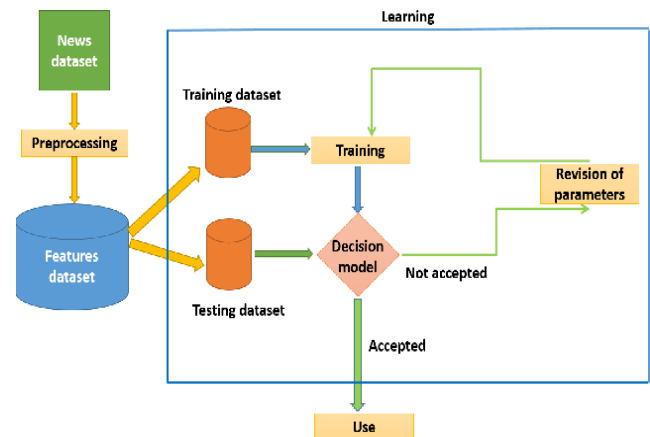 Learning
News
dataset
Training dataset
Preprocessing
Training
Revision of
parameters
Features
dataset
Decision
model
Not accepted
Testing dataset
Accepted
Use